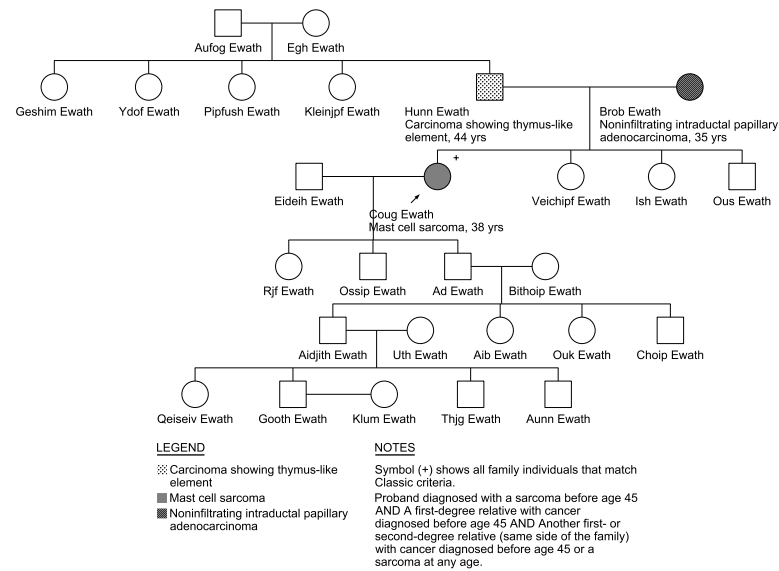 Aufog Ewath
Egh Ewath
Geshim Ewath
Ydof Ewath
Pipfush Ewath
Kleinjpf Ewath
Hunn Ewath
Carcinoma showing thymus-like
element, 44 yrs
Brob Ewath
Noninfiltrating intraductal papillary
adenocarcinoma, 35 yrs
+
Eideih Ewath
Coug Ewath
Mast cell sarcoma, 38 yrs
Veichipf Ewath
Ish Ewath
Ous Ewath
Rjf Ewath
Ossip Ewath
Ad Ewath
Bithoip Ewath
Aidjith Ewath
Uth Ewath
Aib Ewath
Ouk Ewath
Choip Ewath
Qeiseiv Ewath
Gooth Ewath
Klum Ewath
Thjg Ewath
Aunn Ewath
LEGEND
Carcinoma showing thymus-like
element
Mast cell sarcoma
Noninfiltrating intraductal papillary
adenocarcinoma
NOTES
Symbol (+) shows all family individuals that match
Classic criteria.
Proband diagnosed with a sarcoma before age 45
AND A first-degree relative with cancer
diagnosed before age 45 AND Another first- or
second-degree relative (same side of the family)
with cancer diagnosed before age 45 or a
sarcoma at any age.